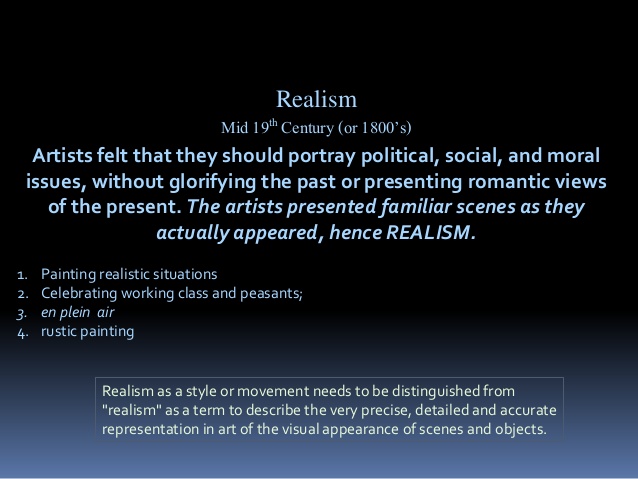 Realism
Mid 19th Century (or 1800's)
Artists felt that they should portray political, social, and moral
issues, without glorifying the past or presenting romantic views
of the present. The artists presented familiar scenes as they
actually appeared, hence REALISM.
1. Painting realistic situations
2. Celebrating working class and peasants;
3. en plein air
4. rustic painting
Realism as a style or movement needs to be distinguished from
"realism" as a term to describe the very precise, detailed and accurate
representation in art of the visual appearance of scenes and objects.